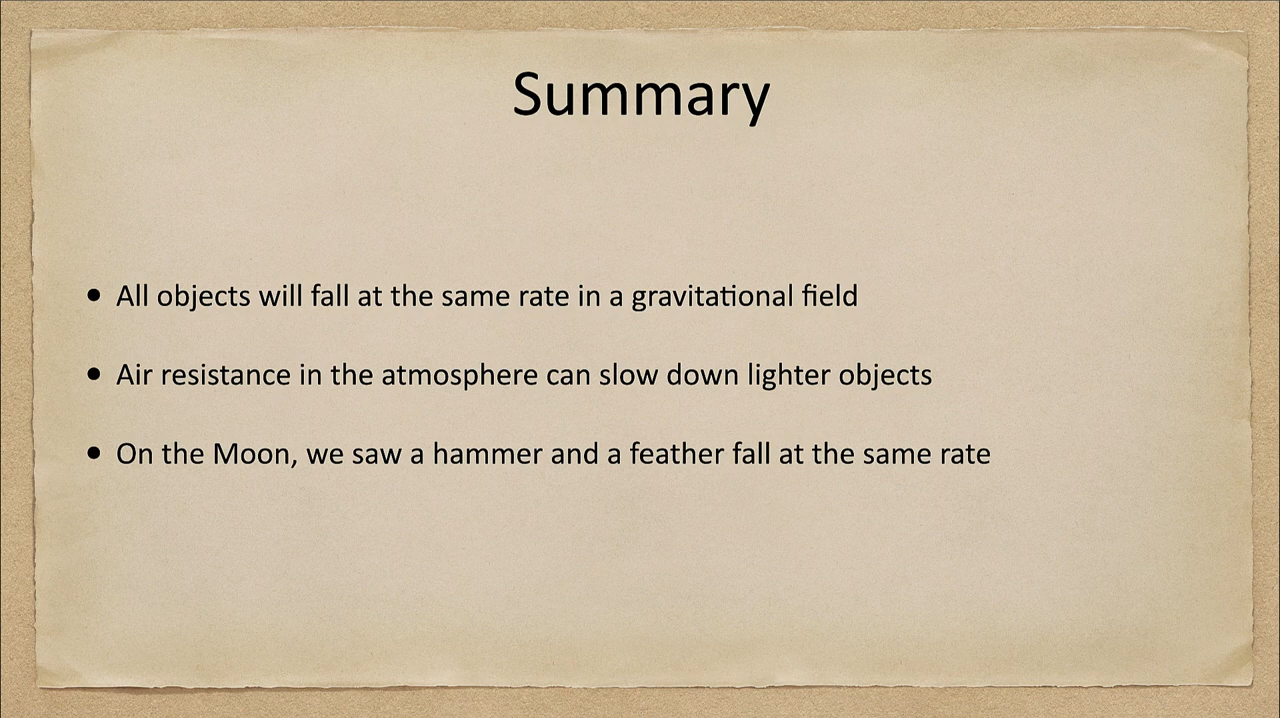 Summary
• All objects will fall at the same rate in a gravitational field
• Air resistance in the atmosphere can slow down lighter objects
• On the Moon, we saw a hammer and a feather fall at the same rate